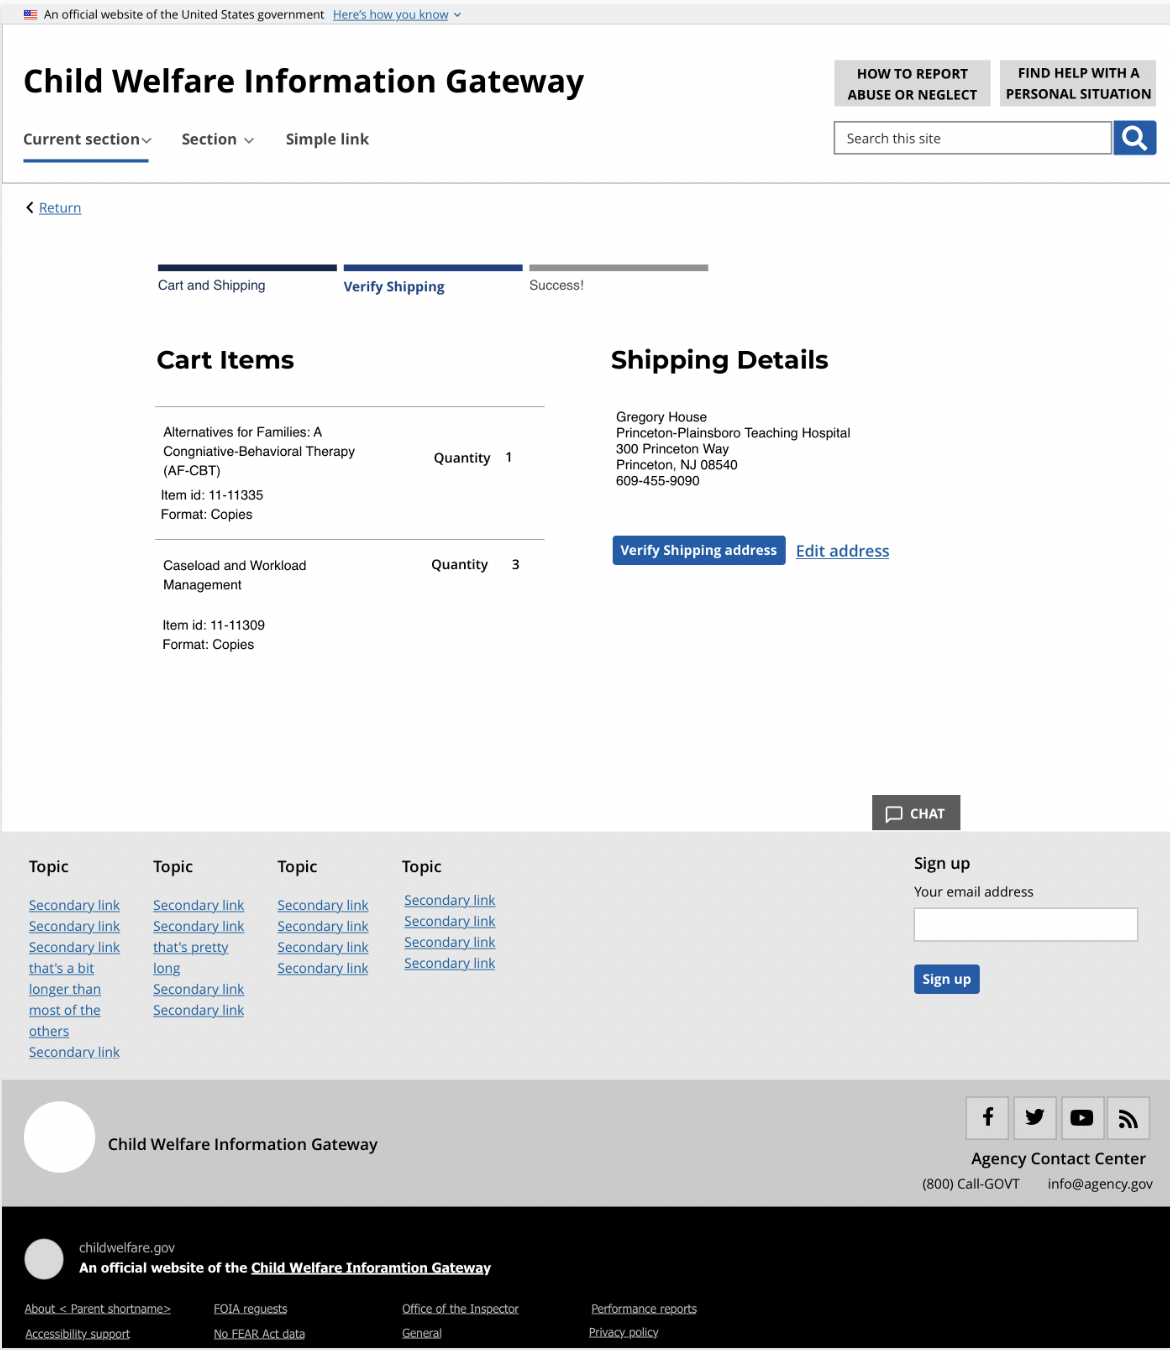 An official website of the United States government Here's how you know
Child Welfare Information Gateway
HOW TO REPORT
ABUSE OR NEGLECT
FIND HELP WITH A
PERSONAL SITUATION
Current section Section Simple link
Search this site
Return
Cart and Shipping Verify Shipping Success!
Cart Items
Alternatives for Families: A
Congniative-Behavioral Therapy
(AF-CBT)
Quantity 1
Item id: 11-11335
Format: Copies
Caseload and Workload
Management
Quantity 3
Item id: 11-11309
Format: Copies
Shipping Details
Gregory House
Princeton-Plainsboro Teaching Hospital
300 Princeton Way
Princeton, NJ 08540
609-455-9090
Verify Shipping address Edit address
CHAT
Topic
Secondary link
Secondary link
Secondary link
that's a bit
longer than
most of the
others
Secondary link
Topic
Secondary link
Secondary link
that's pretty
long
Secondary link
Secondary link
Topic
Secondary link
Secondary link
Secondary link
Secondary link
Topic
Secondary link
Secondary link
Secondary link
Secondary link
Sign up
Your email address
Sign up
Child Welfare Information Gateway
Agency Contact Center
(800) Call-GOVT info@agency.gov
childwelfare.gov
An official website of the Child Welfare Inforamtion Gateway
About < Parent shortname>
Accessibility support
FOIA requests
No FEAR Act data
Office of the Inspector
General
Performance reports
Privacy policy